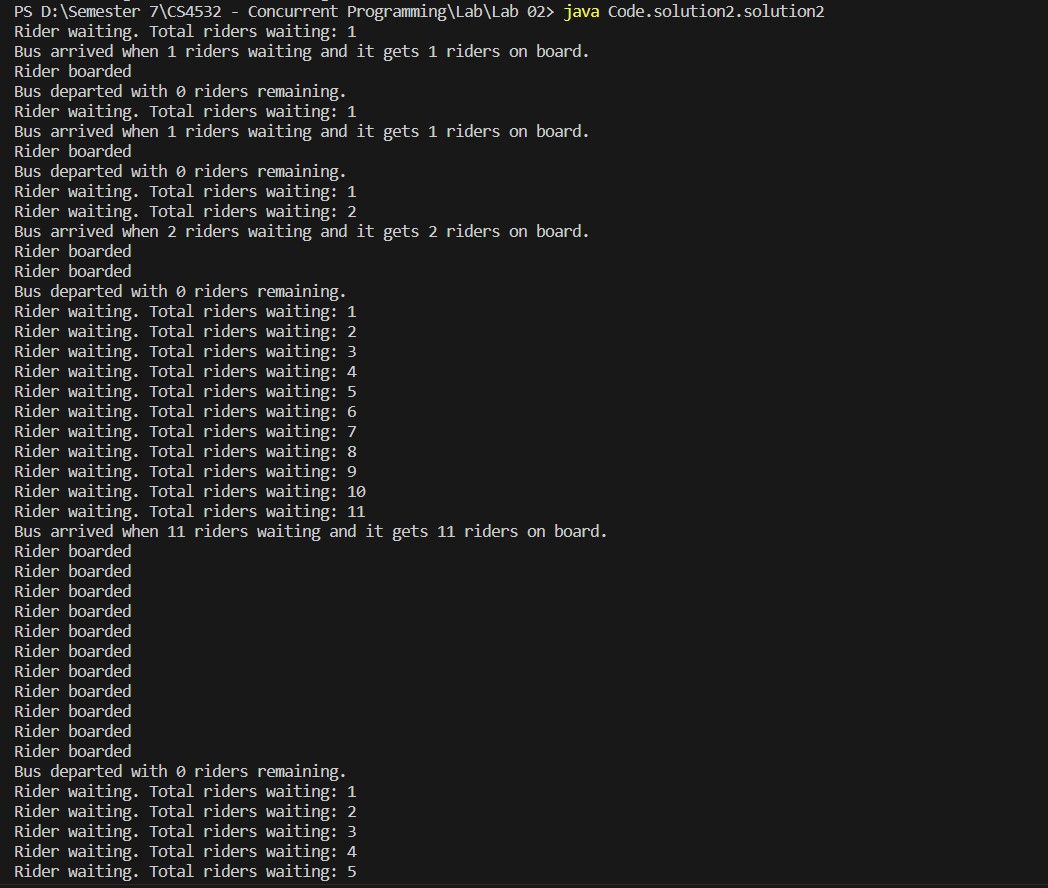 PS D:\Semester 7\CS4532 - Concurrent Programming\Lab\Lab 02> java Code.solution2.solution2
Rider waiting. Total riders waiting: 1
Bus arrived when 1 riders waiting and it gets 1 riders on board.
Rider boarded
Bus departed with 0 riders remaining.
Rider waiting. Total riders waiting: 1
Bus arrived when 1 riders waiting and it gets 1 riders on board.
Rider boarded
Bus departed with 0 riders remaining.
Rider waiting. Total riders waiting: 1
Rider waiting. Total riders waiting: 2
Bus arrived when 2 riders waiting and it gets 2 riders on board.
Rider boarded
Rider boarded
Bus departed with 0 riders remaining.
Rider waiting. Total riders waiting: 1
Rider waiting. Total riders waiting: 2
Rider waiting. Total riders waiting: 3
Rider waiting. Total riders waiting: 4
Rider waiting. Total riders waiting: 5
Rider waiting. Total riders waiting: 6
Rider waiting. Total riders waiting: 7
Rider waiting. Total riders waiting: 8
Rider waiting. Total riders waiting: 9
Rider waiting. Total riders waiting: 10
Rider waiting. Total riders waiting: 11
Bus arrived when 11 riders waiting and it gets 11 riders on board.
Rider boarded
Rider boarded
Rider boarded
Rider boarded
Rider boarded
Rider boarded
Rider boarded
Rider boarded
Rider boarded
Rider boarded
Rider boarded
Bus departed with 0 riders remaining.
Rider waiting. Total riders waiting: 1
Rider waiting. Total riders waiting: 2
Rider waiting. Total riders waiting: 3
Rider waiting. Total riders waiting: 4
Rider waiting. Total riders waiting: 5